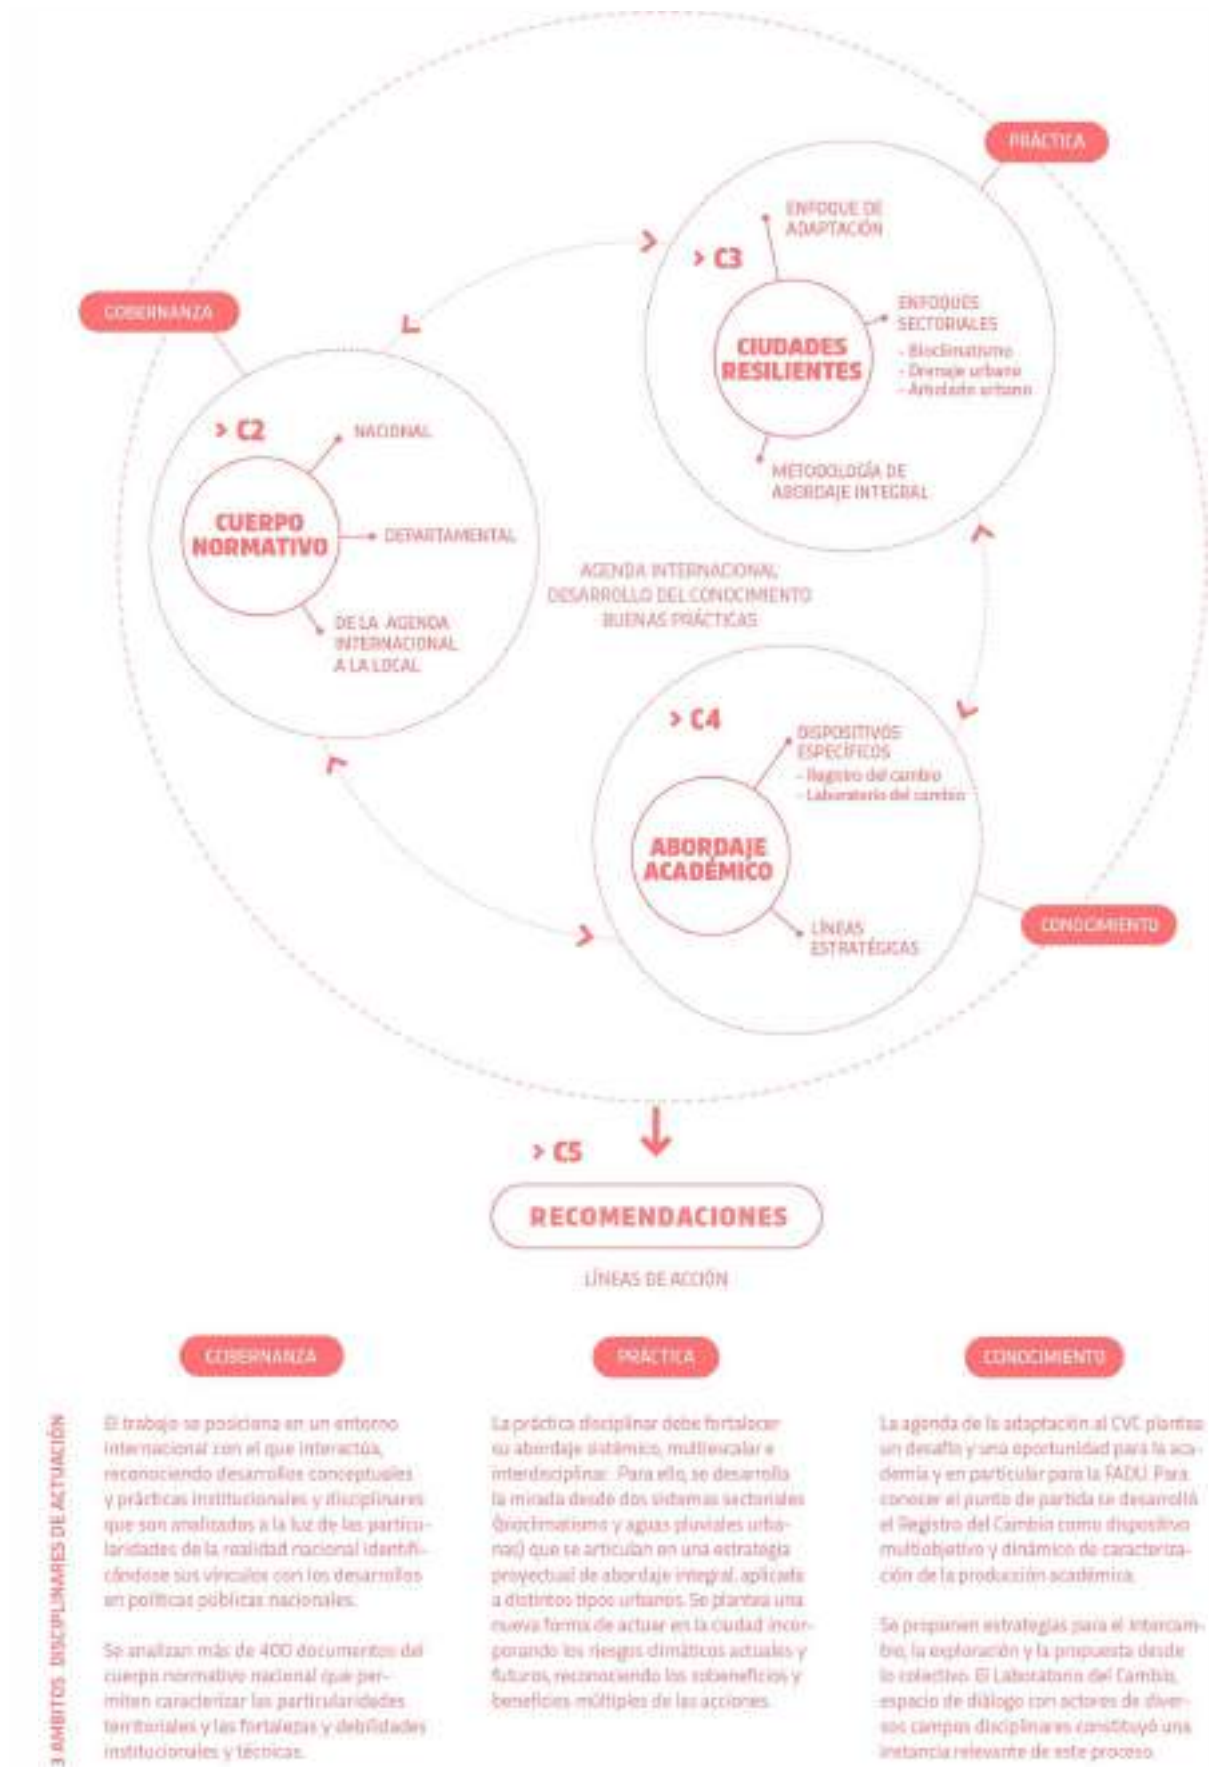 PRÁCTICA
ENFOQUE DE
ADAPTACIÓN
> C3
CIUDADES
RESILIENTES
ENFOQUES
SECTORIALES
- Bioclimatismo
- Drenaje urbano
- Arbolado urbano
METODOLOGÍA DE
ABORDAJE INTEGRAL
GOBERNANZA
> C2
CUERPO
NORMATIVO
NACIONAL
DEPARTAMENTAL
DE LA AGENDA
INTERNACIONAL
A LA LOCAL
AGENDA INTERNACIONAL
DESARROLLO DEL CONOCIMIENTO
BUENAS PRÁCTICAS
> C4
DISPOSITIVOS
ESPECÍFICOS
- Registro del cambio
- Laboratorio del cambio
ABORDAJE
ACADÉMICO
LÍNEAS
ESTRATÉGICAS
CONOCIMIENTO
> C5
RECOMENDACIONES
LÍNEAS DE ACCIÓN
3 AMBITOS DISCIPLINARES DE ACTUACIÓN
GOBERNANZA
El trabajo se posiciona en un entorno
internacional con el que interactúa,
reconociendo desarrollos conceptuales
y prácticas institucionales y disciplinares
que son analizados a la luz de las particu-
laridades de la realidad nacional identifi-
cándose sus vínculos con los desarrollos
en políticas públicas nacionales.
Se analizan más de 400 documentos del
cuerpo normativo nacional que per-
miten caracterizar las particularidades
territoriales y las fortalezas y debilidades
institucionales y técnicas.
PRÁCTICA
La práctica disciplinar debe fortalecer
su abordaje sistémico, multiescalar e
interdisciplinar. Para ello, se desarrolla
la mirada desde dos sistemas sectoriales
(bioclimatismo y aguas pluviales urba-
nas) que se articulan en una estrategia
proyectual de abordaje integral, aplicada
a distintos tipos urbanos. Se plantea una
nueva forma de actuar en la ciudad incor-
porando los riesgos climáticos actuales y
futuros, reconociendo los cobeneficios y
beneficios múltiples de las acciones.
CONOCIMIENTO
La agenda de la adaptación al CVC plantea
un desafío y una oportunidad para la aca-
demia y en particular para la FADU. Para
conocer el punto de partida se desarrolló
el Registro del Cambio como dispositivo
multiobjetivo y dinámico de caracteriza-
ción de la producción académica.
Se proponen estrategias para el intercam-
bio, la exploración y la propuesta desde
lo colectivo. El Laboratorio del Cambio,
espacio de diálogo con actores de diver-
sos campos disciplinares constituyó una
instancia relevante de este proceso.